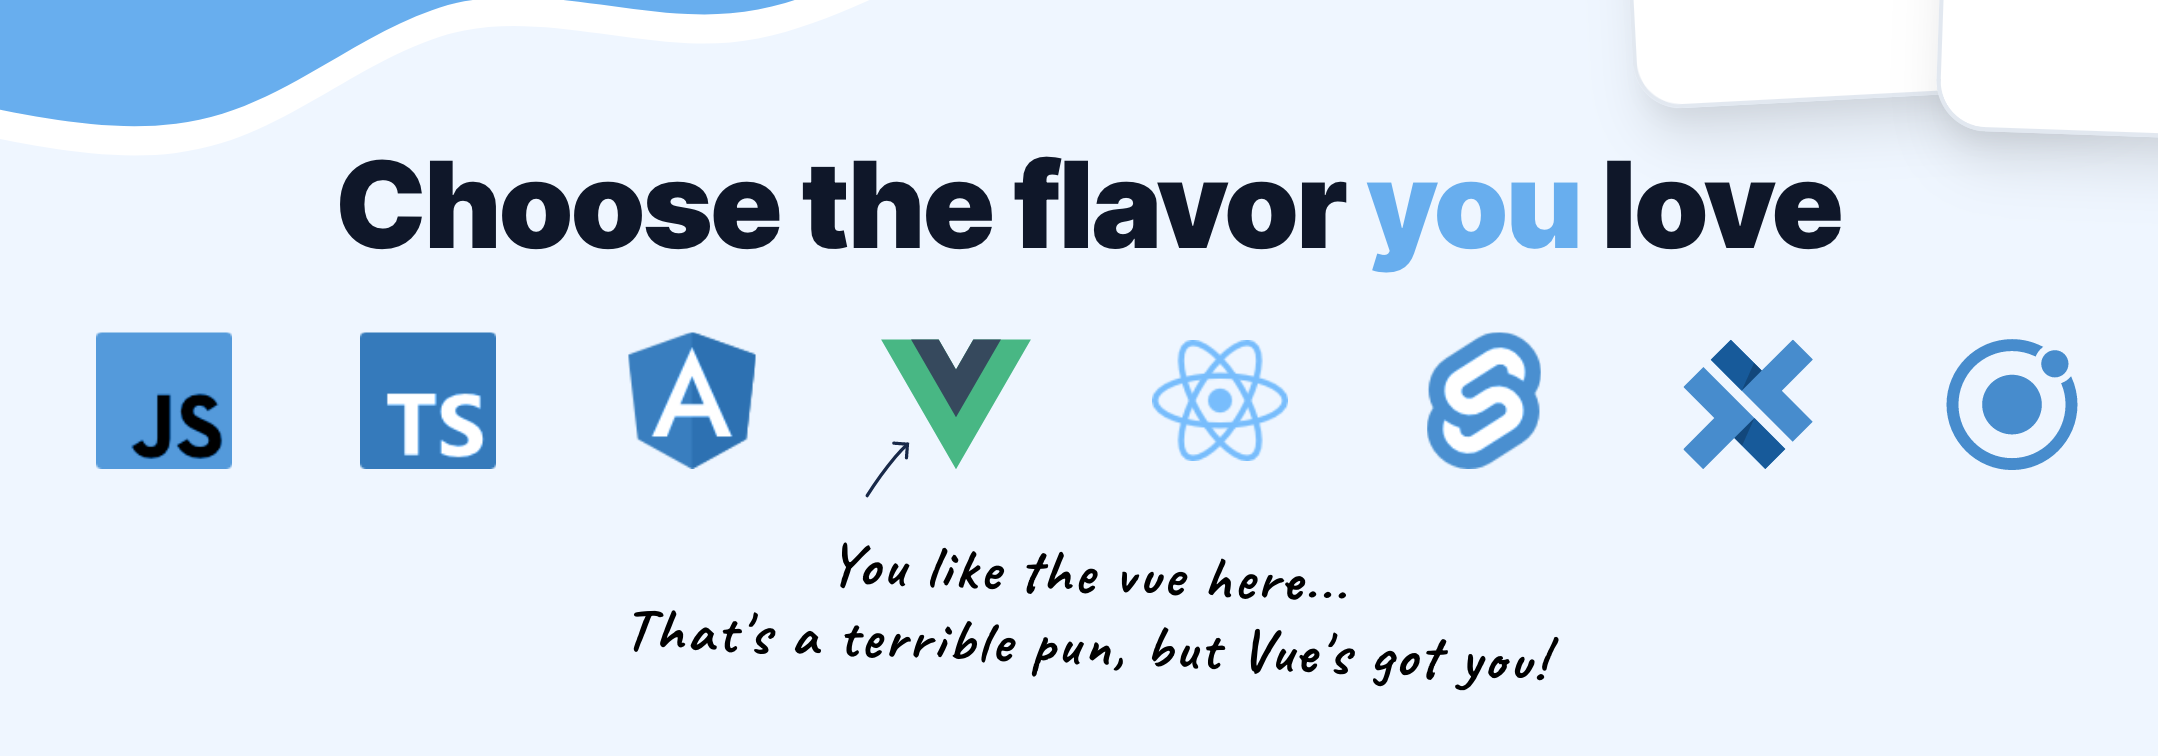 Choose the flavor you love
JS
TS
A
You like the vue here...
That's a terrible pun, but Vue's got you!